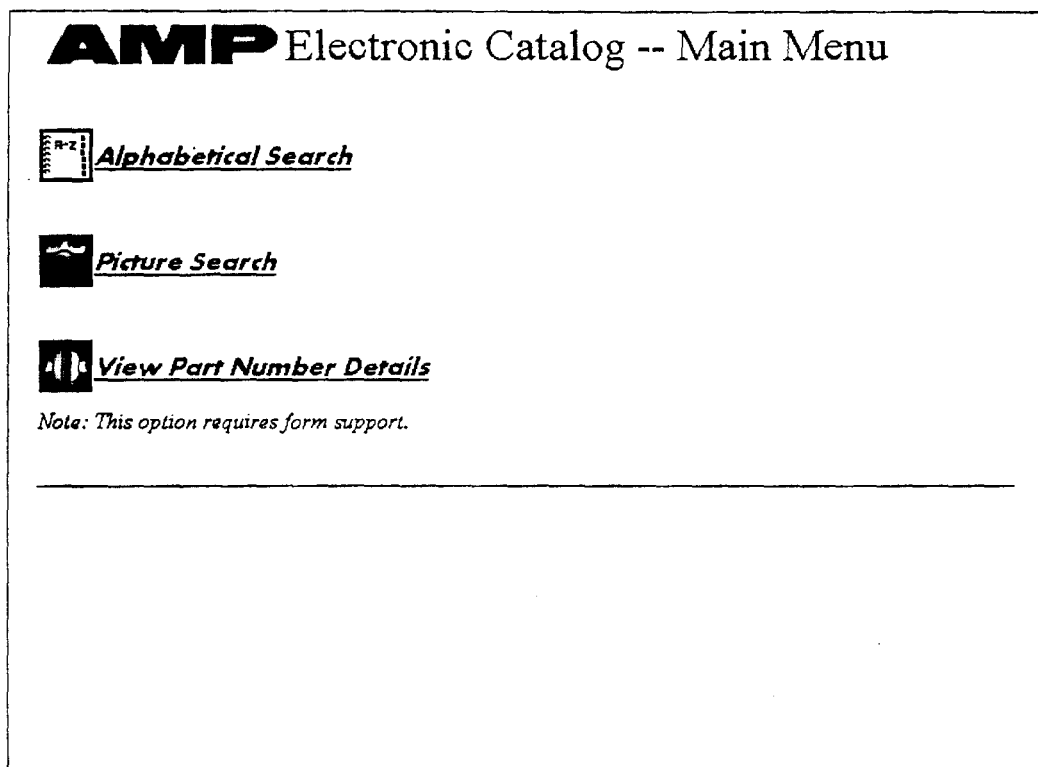 AMP Electronic Catalog -- Main Menu
A-Z
Alphabetical Search
Picture Search
View Part Number Details
Note: This option requires form support.